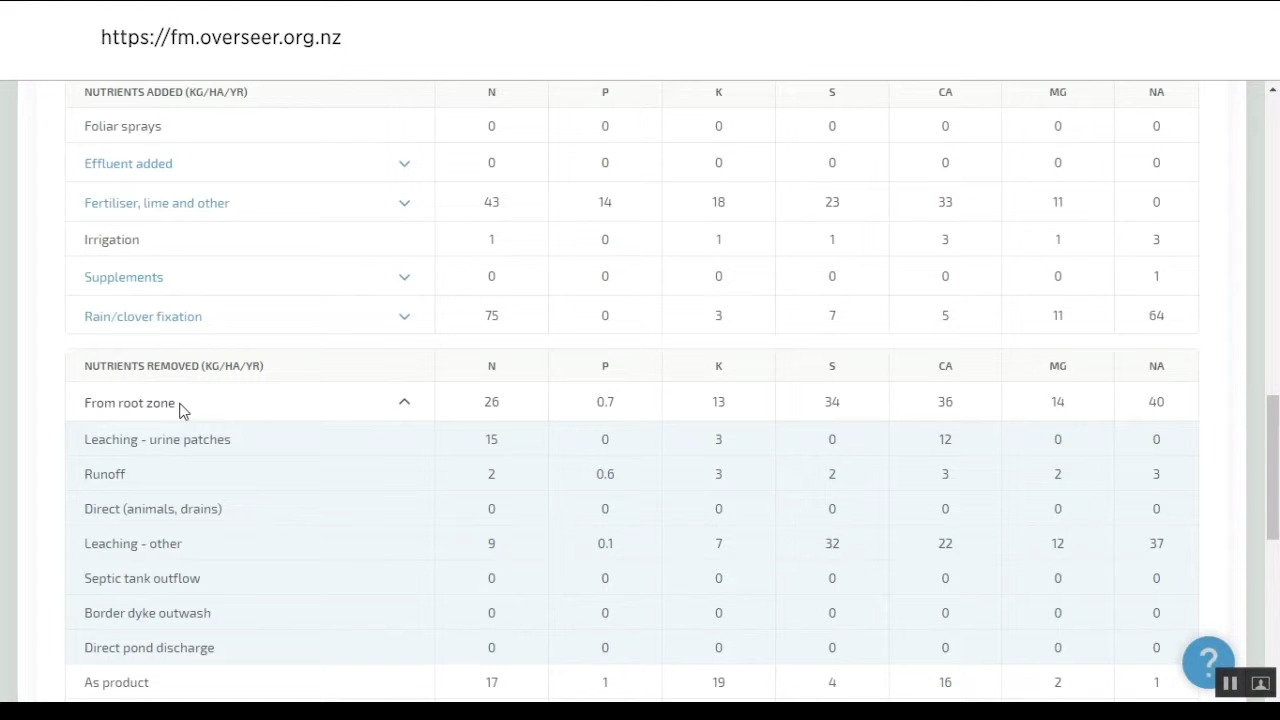 https://fm.overseer.org.nz
NUTRIENTS ADDED (KG/HA/YR) N P K S CA MG NA
Foliar sprays 0 0 0 0 0 0 0
Effluent added 0 0 0 0 0 0 0
Fertiliser, lime and other 43 14 18 23 33 11 0
Irrigation 1 0 1 1 3 1 3
Supplements 0 0 0 0 0 0 1
Rain/clover fixation 75 0 3 7 5 11 64
NUTRIENTS REMOVED (KG/HA/YR) N P K S CA MG NA
From root zone 26 0.7 13 34 36 14 40
Leaching - urine patches 15 0 3 0 12 0 0
Runoff 2 0.6 3 2 3 2 3
Direct (animals, drains) 0 0 0 0 0 0 0
Leaching - other 9 0.1 7 32 22 12 37
Septic tank outflow 0 0 0 0 0 0 0
Border dyke outwash 0 0 0 0 0 0 0
Direct pond discharge 0 0 0 0 0 0 0
As product 17 1 19 4 16 2 1
?